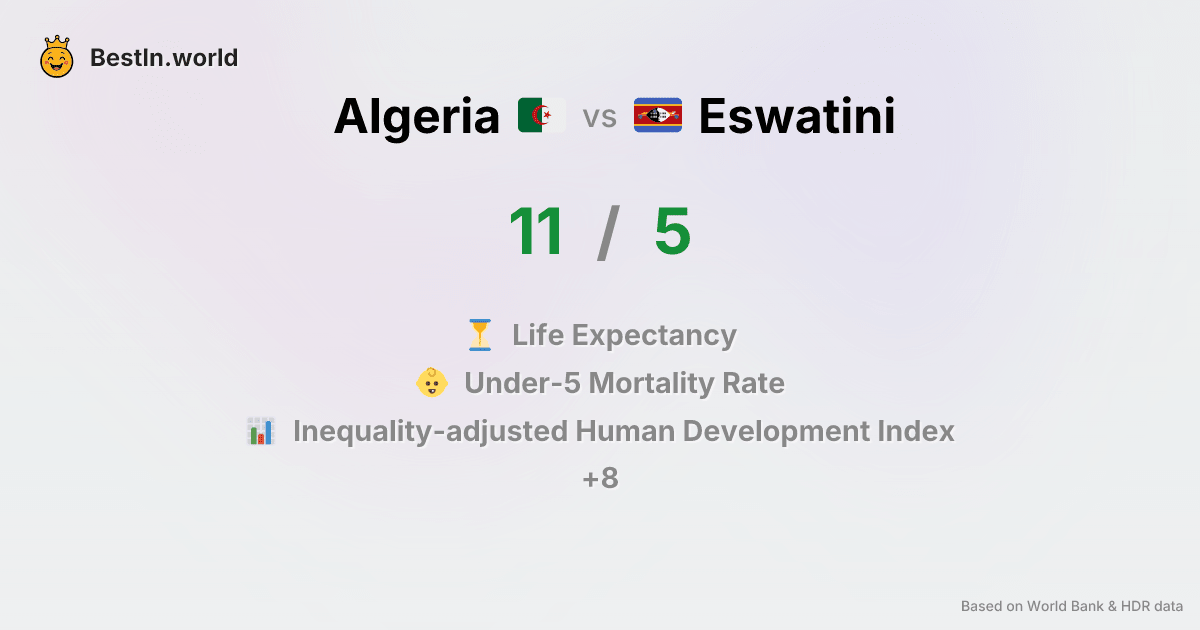 BestIn.world
Algeria vs Eswatini
11 / 5
Life Expectancy
Under-5 Mortality Rate
Inequality-adjusted Human Development Index
+8
Based on World Bank & HDR data